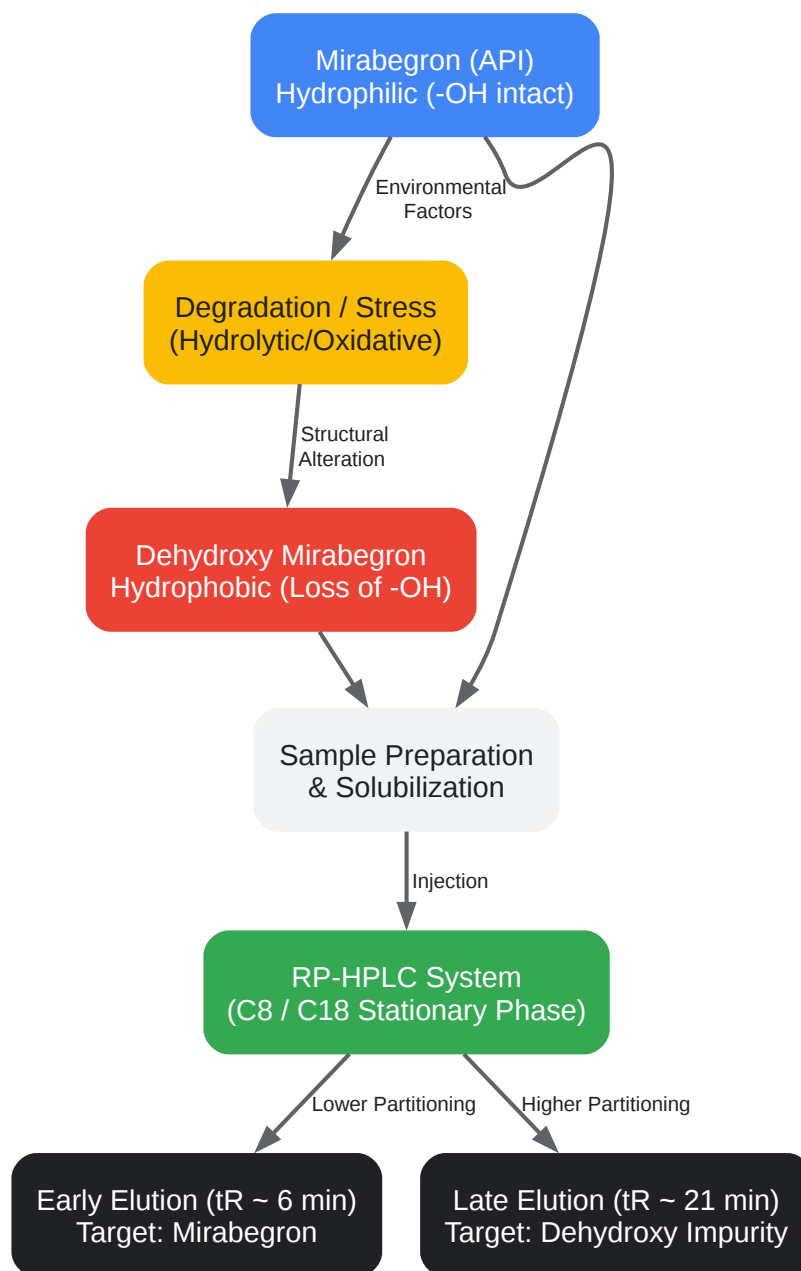 Mirabegron (API)
Hydrophilic (-OH intact)
Environmental
Factors
Degradation / Stress
(Hydrolytic/Oxidative)
Structural
Alteration
Dehydroxy Mirabegron
Hydrophobic (Loss of -OH)
Sample Preparation
& Solubilization
Injection
RP-HPLC System
(C8 / C18 Stationary Phase)
Lower Partitioning
Higher Partitioning
Early Elution (tR ~ 6 min)
Target: Mirabegron
Late Elution (tR ~ 21 min)
Target: Dehydroxy Impurity